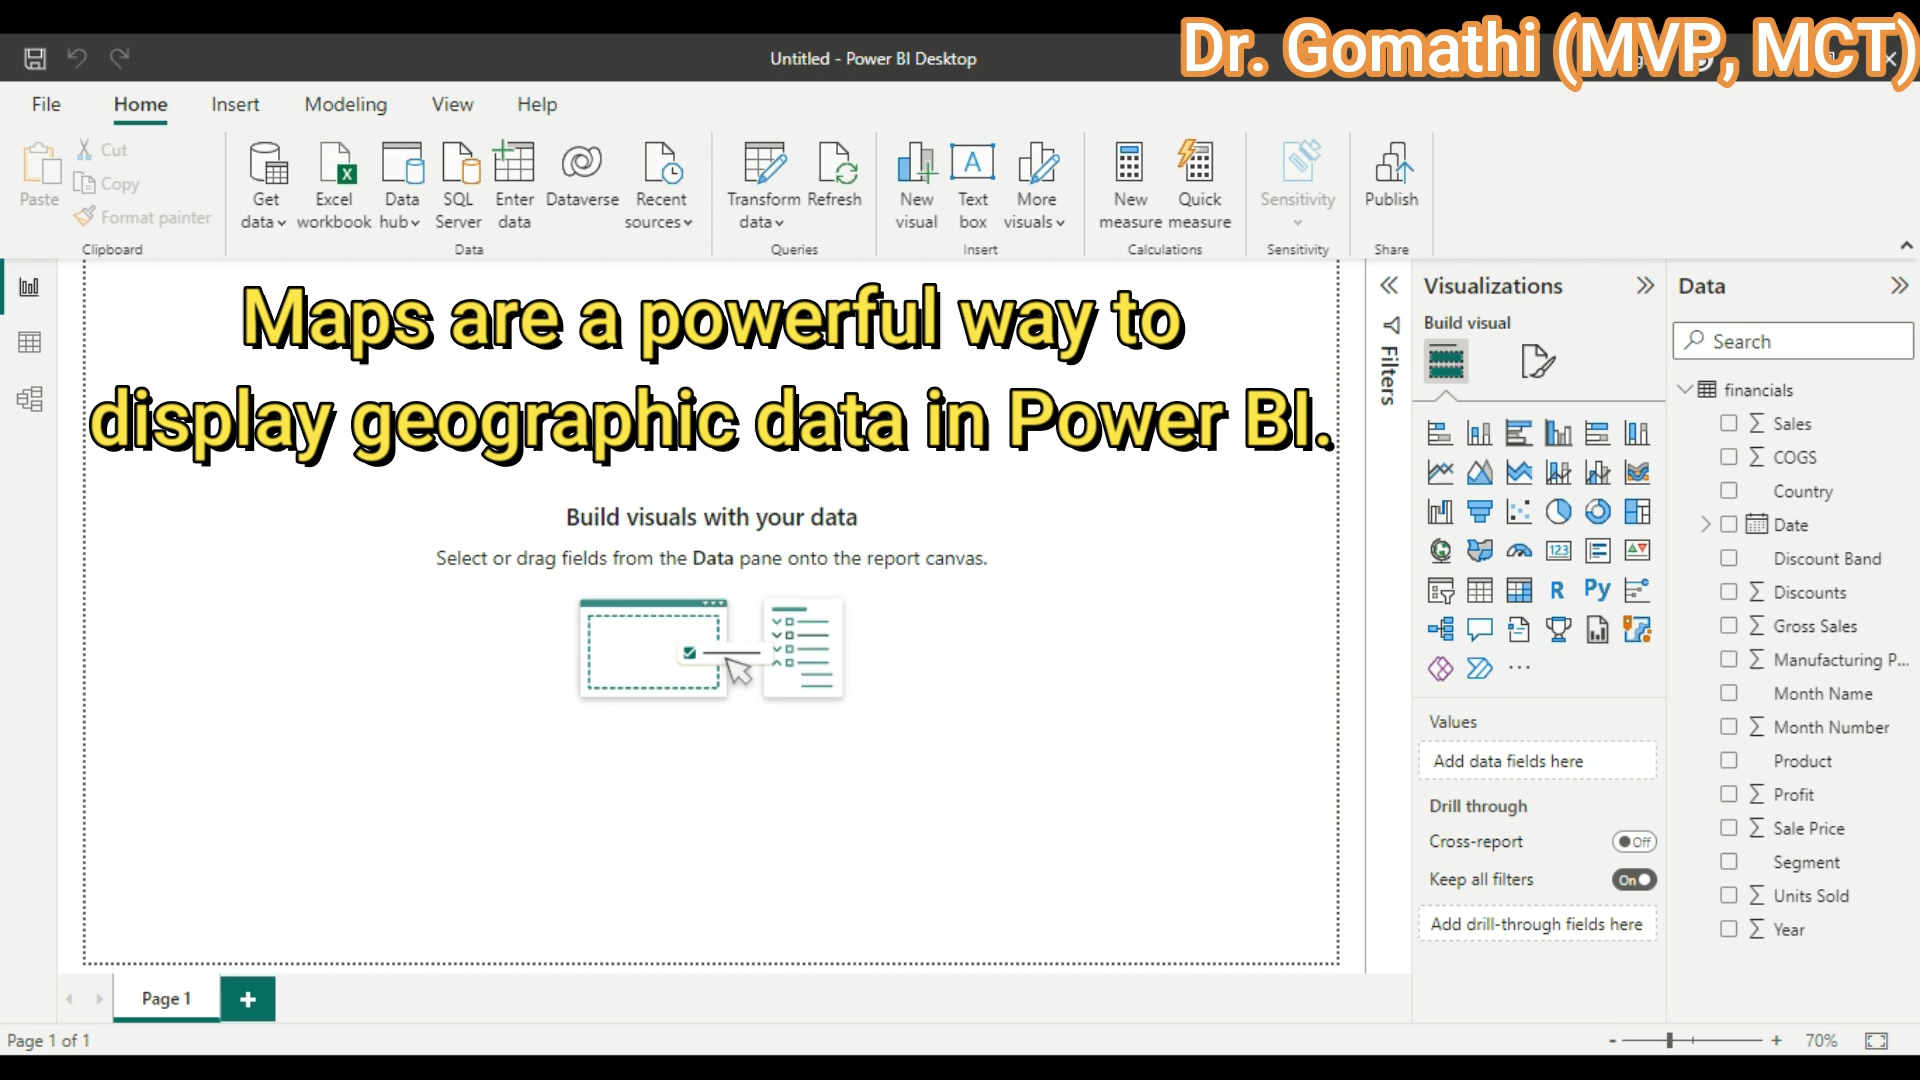 Dr. Gomathi (MVP, MCT)
Untitled - Power BI Desktop
File Home Insert Modeling View Help
Paste
Cut
Copy
Format painter
Clipboard
Get data
Excel workbook
Data hub
SQL Server
Enter data
Dataverse
Recent sources
Data
Transform data
Refresh
Queries
New visual
Text box
More visuals
Insert
New measure
Quick measure
Calculations
Sensitivity
Sensitivity
Publish
Share
Maps are a powerful way to
display geographic data in Power BI.
Build visuals with your data
Select or drag fields from the Data pane onto the report canvas.
Filters
Visualizations
Build visual
123
R
Py
Values
Add data fields here
Drill through
Cross-report
Off
Keep all filters
On
Add drill-through fields here
Data
Search
financials
Sales
COGS
Country
Date
Discount Band
Discounts
Gross Sales
Manufacturing P...
Month Name
Month Number
Product
Profit
Sale Price
Segment
Units Sold
Year
Page 1
Page 1 of 1
- + 70%